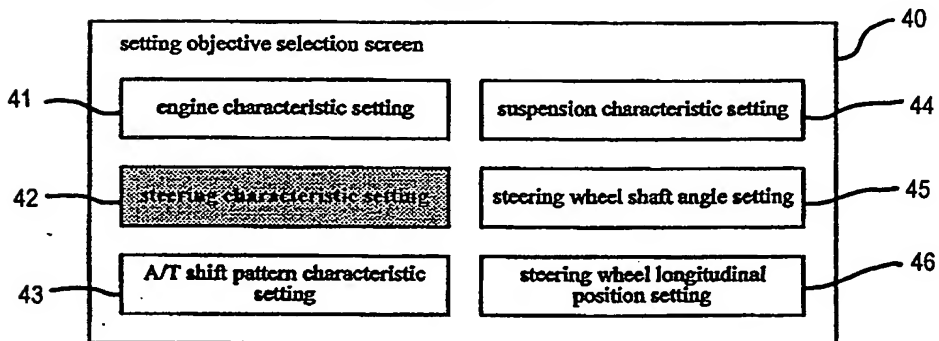 40
setting objective selection screen
41
engine characteristic setting
suspension characteristic setting
44
42
steering characteristic setting
steering wheel shaft angle setting
45
43
A/T shift pattern characteristic
setting
steering wheel longitudinal
position setting
46